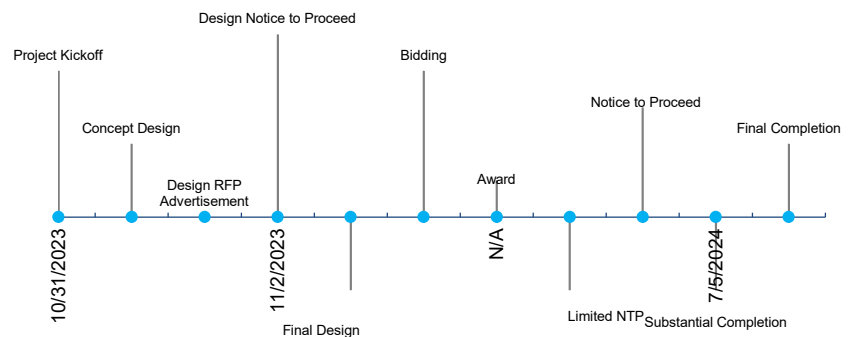 Design Notice to Proceed
Project Kickoff
Bidding
Notice to Proceed
Concept Design
Final Completion
Award
Design RFP
Advertisement
10/31/2023
11/2/2023
N/A
7/5/2024
Limited NTP
Substantial Completion
Final Design